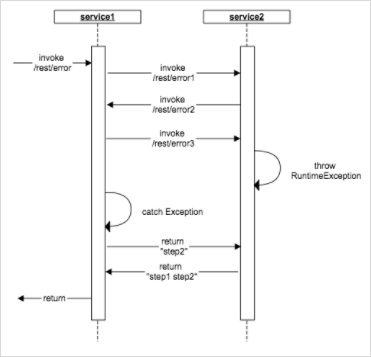 service1
service2
invoke
/rest/error
invoke
/rest/error1
invoke
/rest/error2
invoke
/rest/error3
throw
RuntimeException
catch Exception
return
"step2"
return
"step1 step2"
return